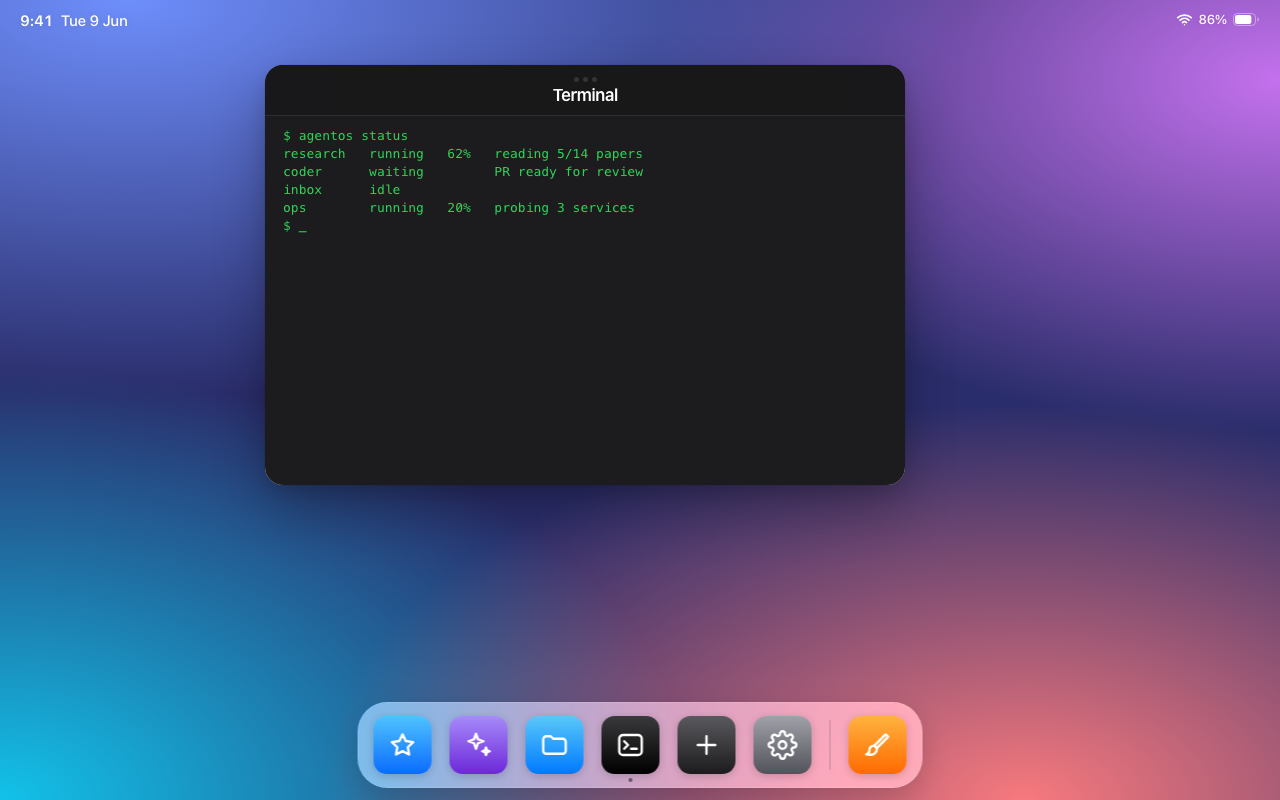 9:41 Tue 9 Jun
86%
Terminal
$ agentos status
research   running   62%   reading 5/14 papers
coder      waiting         PR ready for review
inbox      idle
ops        running   20%   probing 3 services
$ _